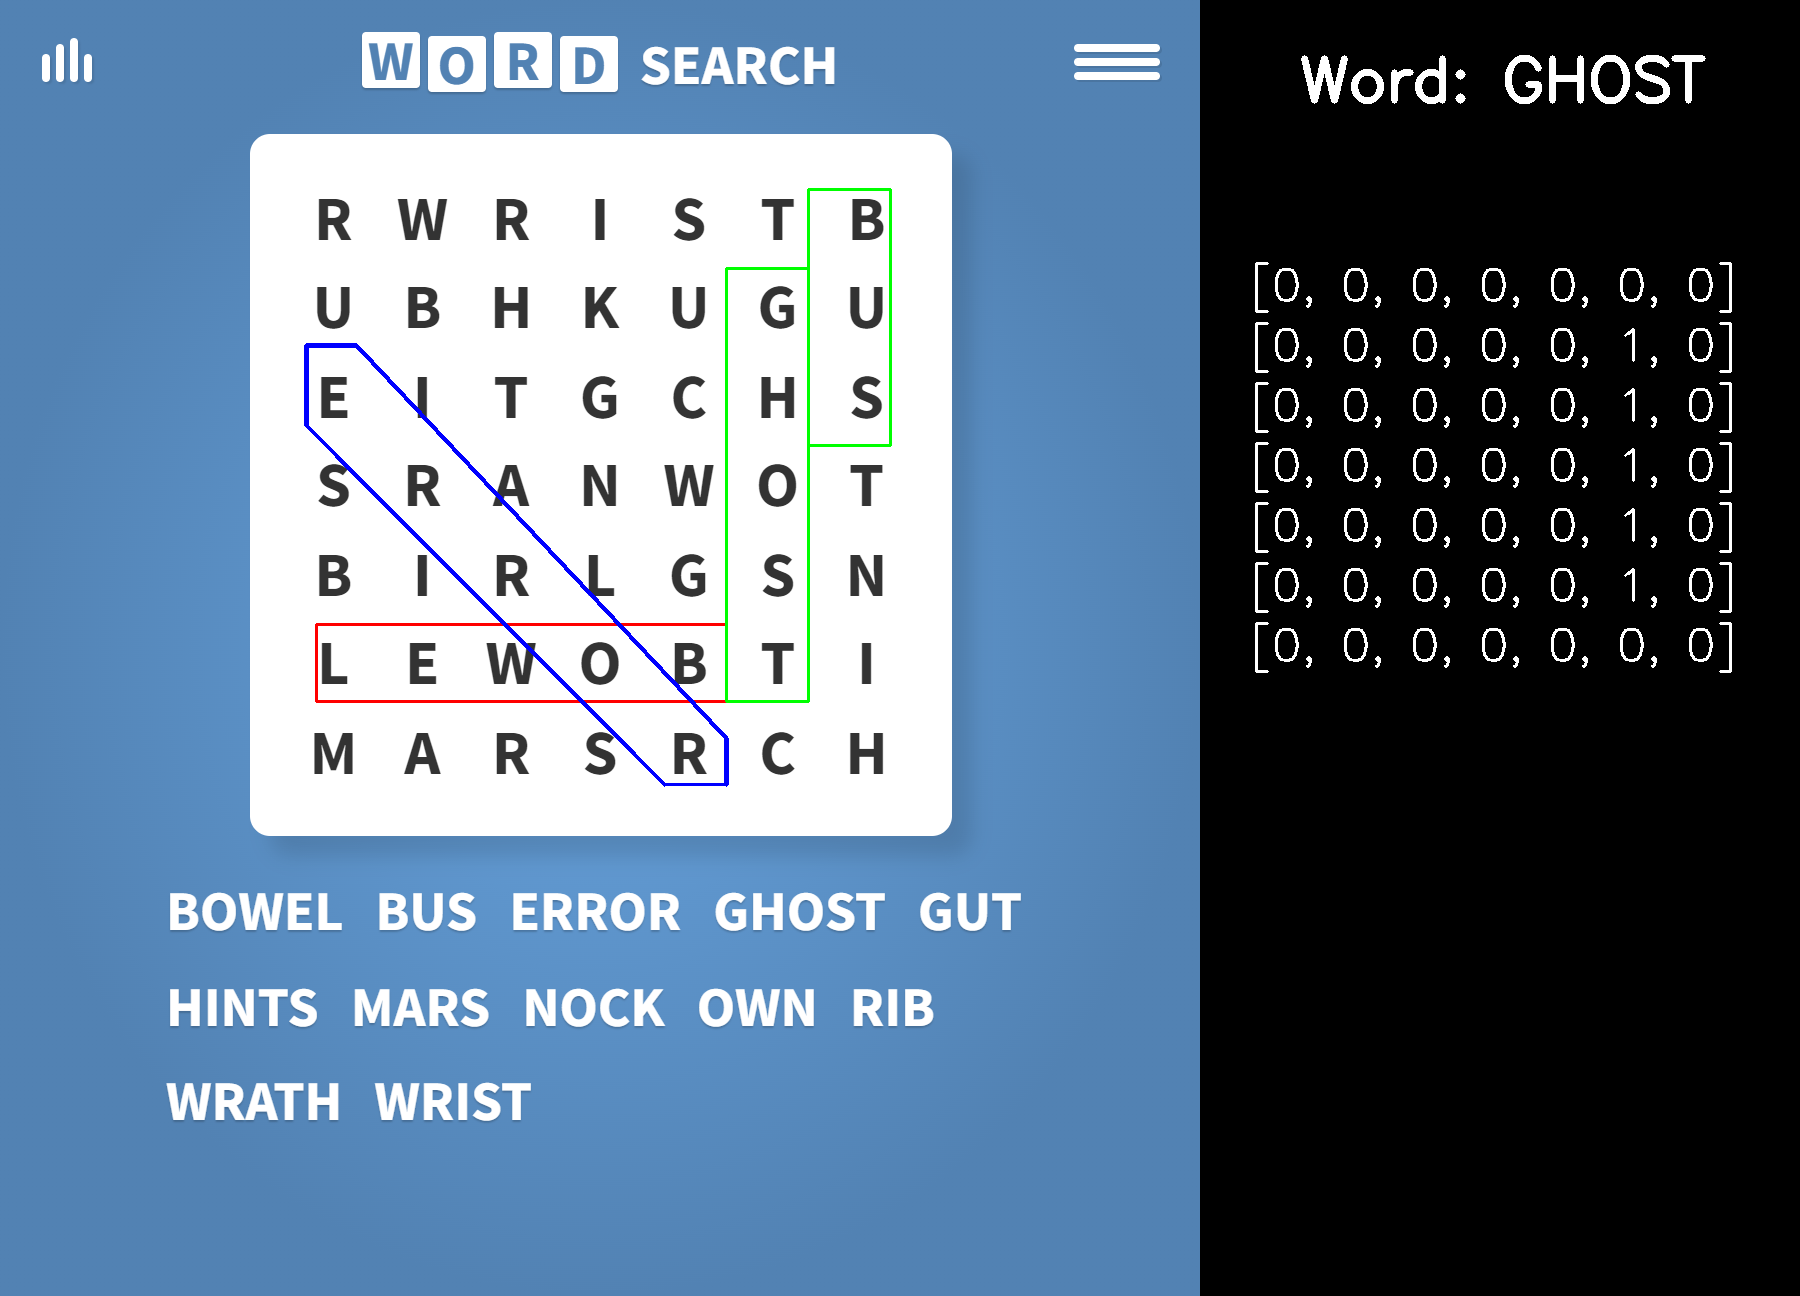 WORD SEARCH
R W R I S T B
U B H K U G U
E I T G C H S
S R A N W O T
B I R L G S N
L E W O B T I
M A R S R C H
BOWEL BUS ERROR GHOST GUT
HINTS MARS NOCK OWN RIB
WRATH WRIST
Word: GHOST
[0, 0, 0, 0, 0, 0, 0]
[0, 0, 0, 0, 0, 1, 0]
[0, 0, 0, 0, 0, 1, 0]
[0, 0, 0, 0, 0, 1, 0]
[0, 0, 0, 0, 0, 1, 0]
[0, 0, 0, 0, 0, 1, 0]
[0, 0, 0, 0, 0, 0, 0]